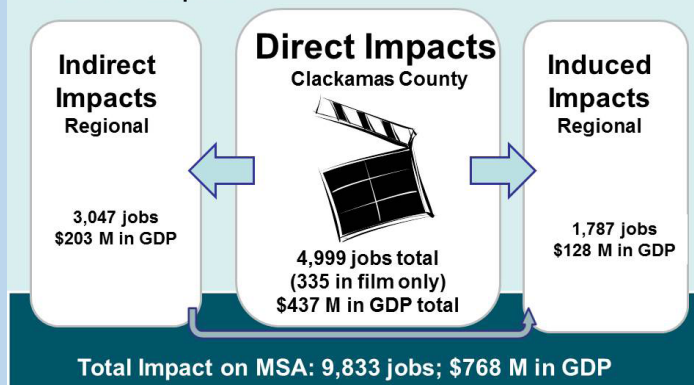 Indirect
Impacts
Regional
3,047 jobs
$203 M in GDP
Direct Impacts
Clackamas County
4,999 jobs total
(335 in film only)
$437 M in GDP total
Induced
Impacts
Regional
1,787 jobs
$128 M in GDP
Total Impact on MSA: 9,833 jobs; $768 M in GDP